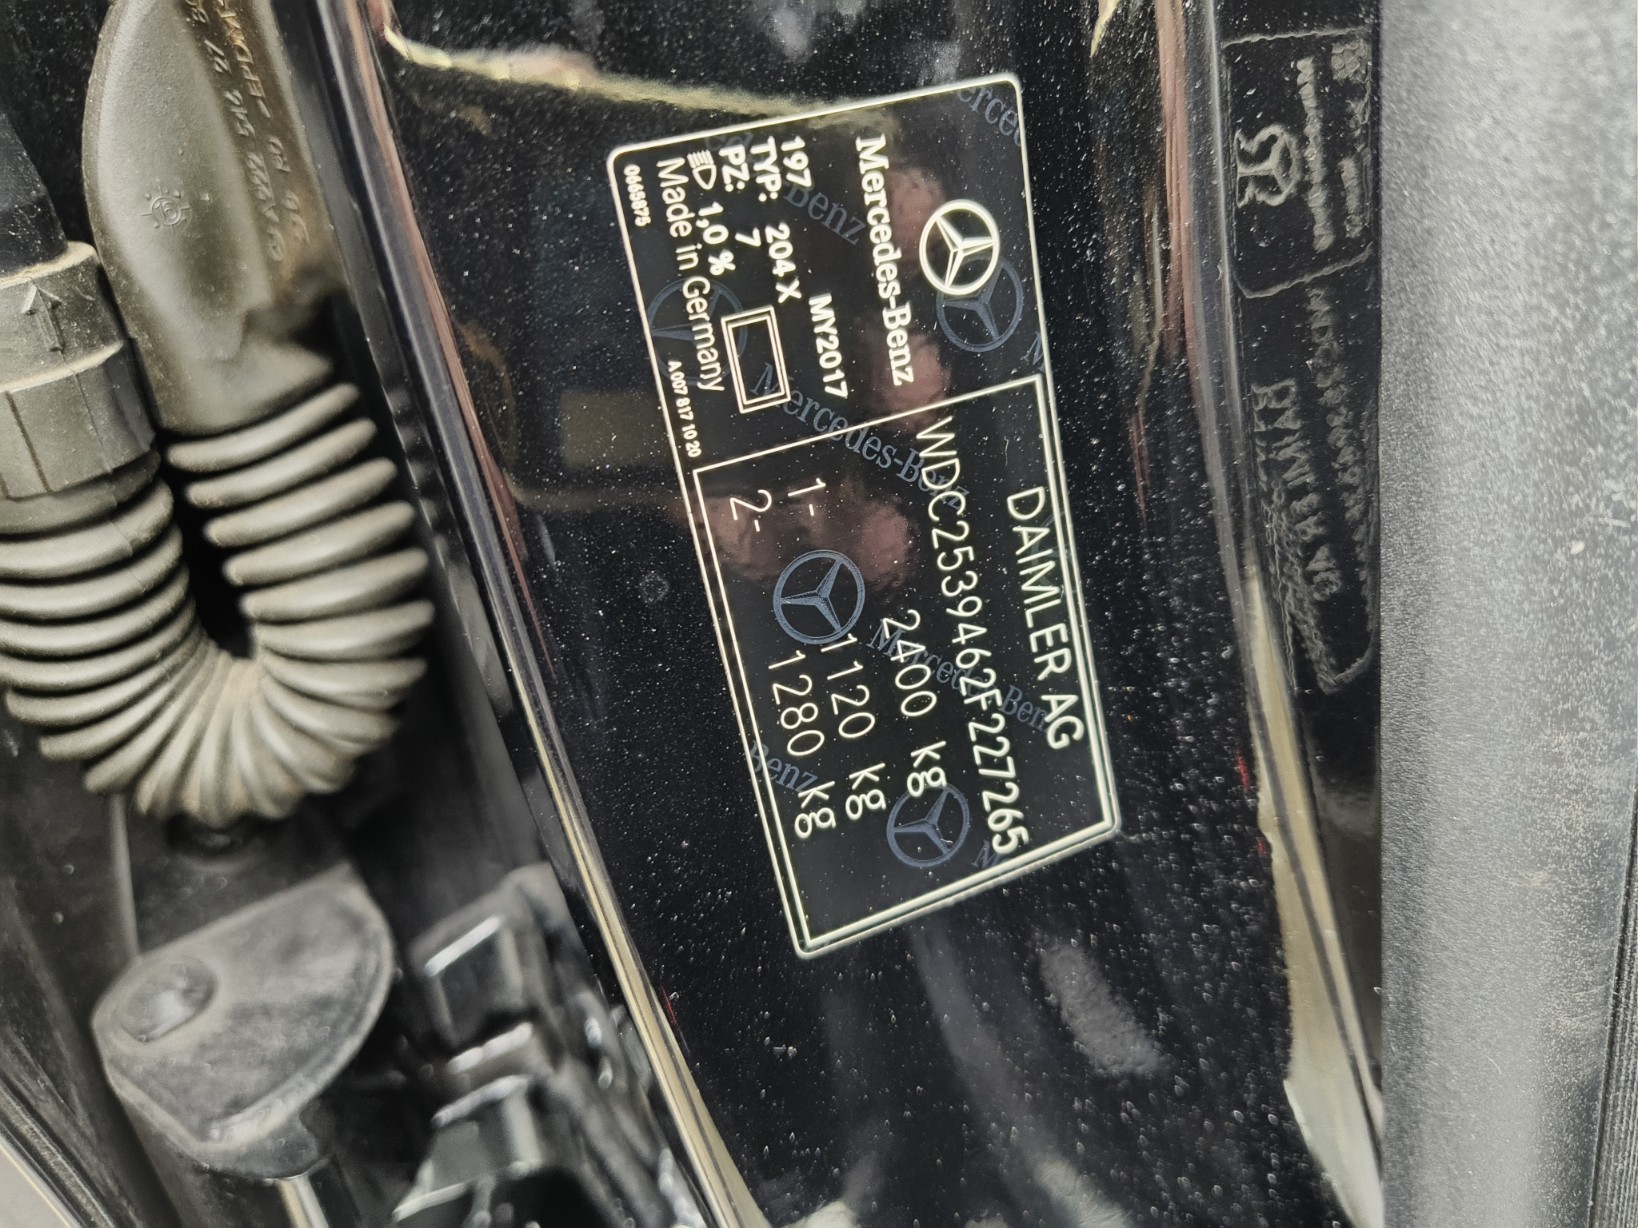 Mercedes-Benz
197 MY2017
TYP: 204 X
PZ: 7
1,0 %
Made in Germany
0668875
A 007 817 10 20
DAIMLER AG
WDC2539462F227265
2400 kg
1- 1120 kg
2- 1280 kg